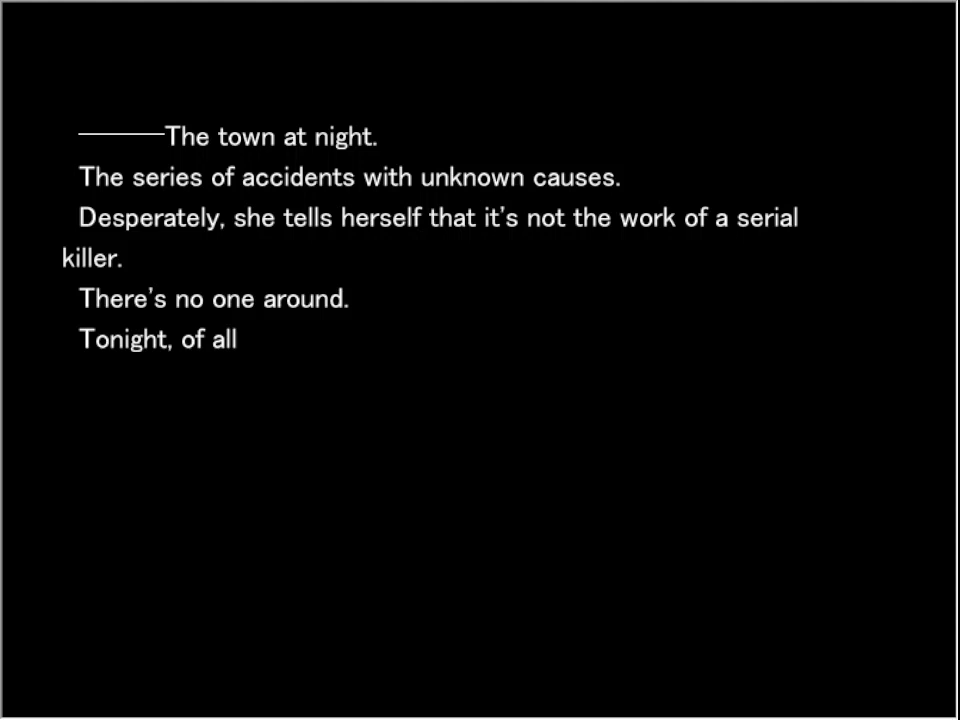 ―――――The town at night.
The series of accidents with unknown causes.
Desperately, she tells herself that it's not the work of a serial
killer.
There's no one around.
Tonight, of all